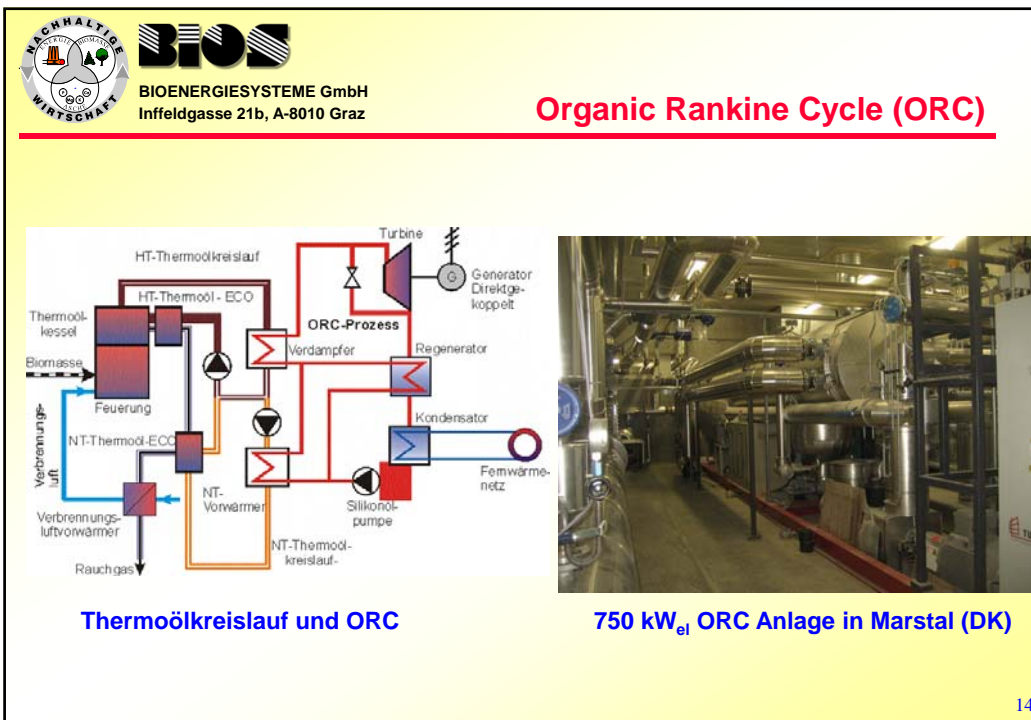 NACHHALTIGE
ENERGIE BIOMASSE
ASCHE
WIRTSCHAFT
BIOS
BIOENERGIESYSTEME GmbH
Inffeldgasse 21b, A-8010 Graz
Organic Rankine Cycle (ORC)
Turbine
HT-Thermoölkreislauf
G
Generator
Direktge-
koppelt
HT-Thermoöl-ECO
Thermoöl-
kessel
ORC-Prozess
Verdampfer
Regenerator
Biomasse
Feuerung
Kondensator
Verbrennungs-
luft
NT-Thermoöl-ECO
Fernwärme-
netz
NT-
Vorwärmer
Silikonöl-
pumpe
Verbrennungs-
luftvorwärmer
NT-Thermoöl-
kreislauf-
Rauchgas
Thermoölkreislauf und ORC
750 kWel ORC Anlage in Marstal (DK)
14